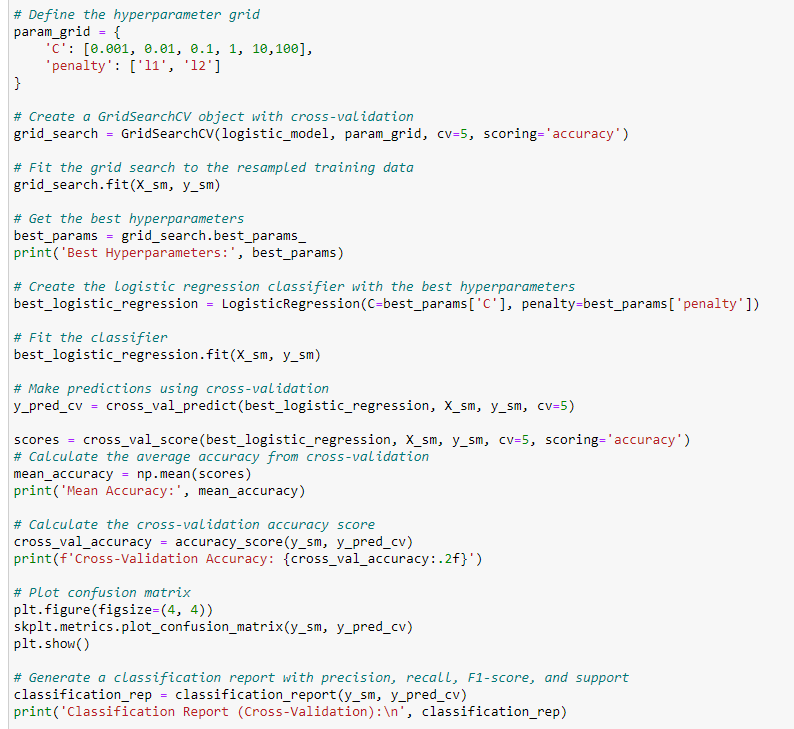 # Define the hyperparameter grid
param_grid = {
    'C': [0.001, 0.01, 0.1, 1, 10,100],
    'penalty': ['l1', 'l2']
}

# Create a GridSearchCV object with cross-validation
grid_search = GridSearchCV(logistic_model, param_grid, cv=5, scoring='accuracy')

# Fit the grid search to the resampled training data
grid_search.fit(X_sm, y_sm)

# Get the best hyperparameters
best_params = grid_search.best_params_
print('Best Hyperparameters:', best_params)

# Create the logistic regression classifier with the best hyperparameters
best_logistic_regression = LogisticRegression(C=best_params['C'], penalty=best_params['penalty'])

# Fit the classifier
best_logistic_regression.fit(X_sm, y_sm)

# Make predictions using cross-validation
y_pred_cv = cross_val_predict(best_logistic_regression, X_sm, y_sm, cv=5)

scores = cross_val_score(best_logistic_regression, X_sm, y_sm, cv=5, scoring='accuracy')
# Calculate the average accuracy from cross-validation
mean_accuracy = np.mean(scores)
print('Mean Accuracy:', mean_accuracy)

# Calculate the cross-validation accuracy score
cross_val_accuracy = accuracy_score(y_sm, y_pred_cv)
print(f'Cross-Validation Accuracy: {cross_val_accuracy:.2f}')

# Plot confusion matrix
plt.figure(figsize=(4, 4))
skplt.metrics.plot_confusion_matrix(y_sm, y_pred_cv)
plt.show()

# Generate a classification report with precision, recall, F1-score, and support
classification_rep = classification_report(y_sm, y_pred_cv)
print('Classification Report (Cross-Validation):\n', classification_rep)